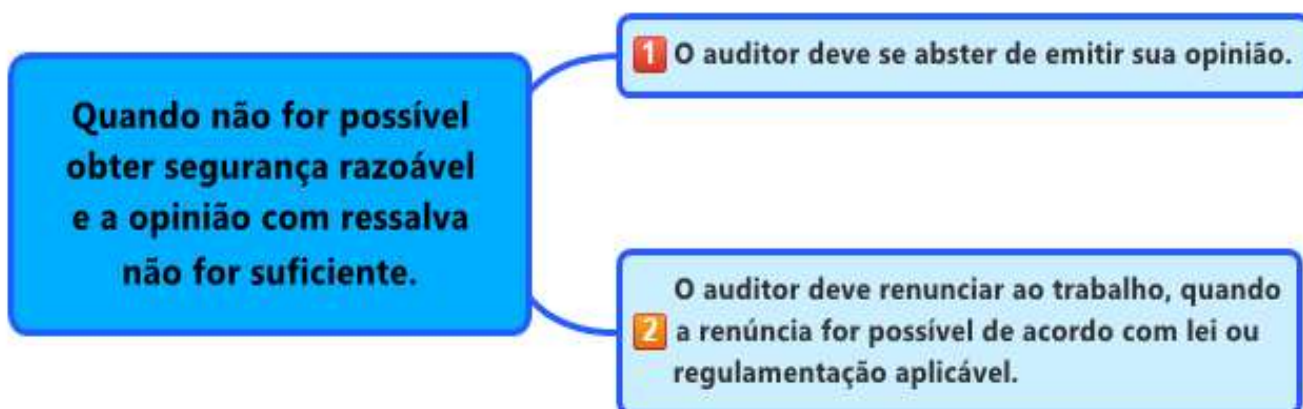 Quando não for possível
obter segurança razoável
e a opinião com ressalva
não for suficiente.
1 O auditor deve se abster de emitir sua opinião.
O auditor deve renunciar ao trabalho, quando
2 a renúncia for possível de acordo com lei ou
regulamentação aplicável.